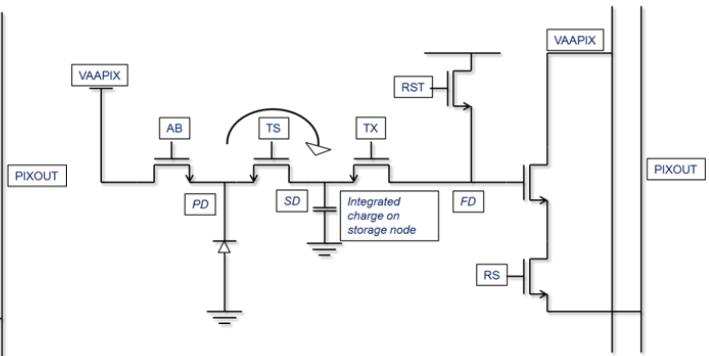 VAAPIX
VAAPIX
RST
AB
TS
TX
PIXOUT
PIXOUT
PD
SD
Integrated
charge on
storage node
FD
RS